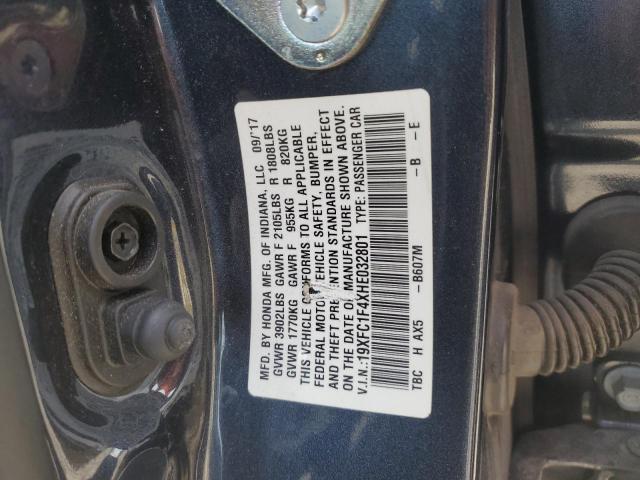 MFD. BY HONDA MFG. OF INDIANA, LLC 09/'17
GVWR 3902LBS GAWR F 2105LBS R 1808LBS
GVWR 1770KG GAWR F 955KG R 820KG
THIS VEHICLE CONFORMS TO ALL APPLICABLE
FEDERAL MOTOR VEHICLE SAFETY, BUMPER,
AND THEFT PREVENTION STANDARDS IN EFFECT
ON THE DATE OF MANUFACTURE SHOWN ABOVE.
V.I.N.:19XFC1F4XHE032801 TYPE: PASSENGER CAR
TBC H AX5 -B607M -B -E